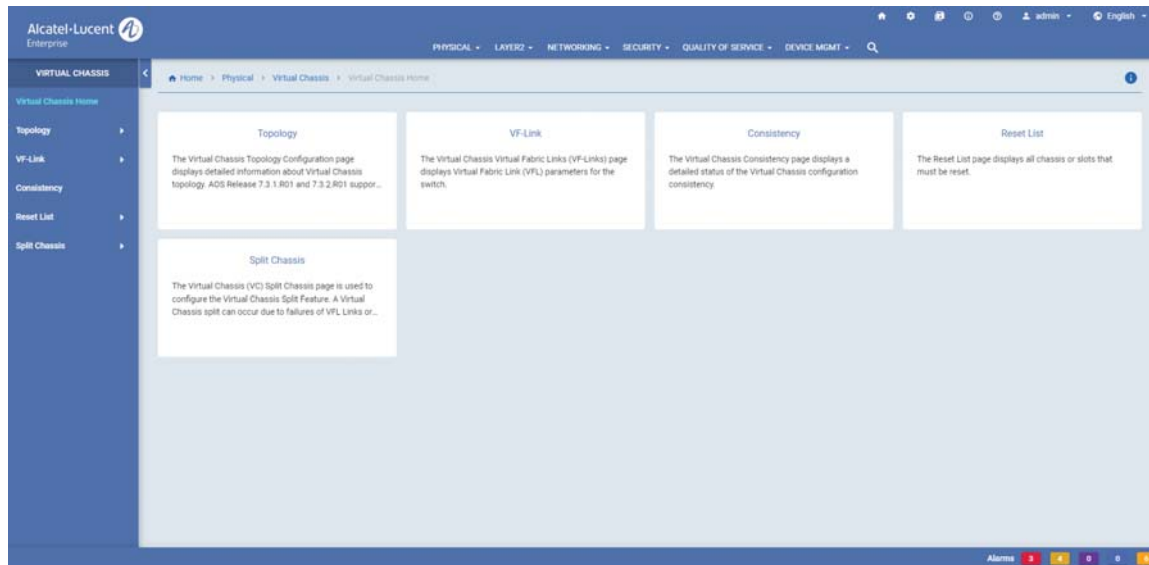 Alcatel·Lucent
Enterprise
admin
English
PHYSICAL
LAYER2
NETWORKING
SECURITY
QUALITY OF SERVICE
DEVICE MGMT
VIRTUAL CHASSIS
Home > Physical > Virtual Chassis > Virtual Chassis Home
Virtual Chassis Home
Topology
VF-Link
Consistency
Reset List
Split Chassis
Topology
The Virtual Chassis Topology Configuration page
displays detailed information about Virtual Chassis
topology. AOS Release 7.3.1.R01 and 7.3.2.R01 suppor...
VF-Link
The Virtual Chassis Virtual Fabric Links (VF-Links) page
displays Virtual Fabric Link (VFL) parameters for the
switch.
Consistency
The Virtual Chassis Consistency page displays a
detailed status of the Virtual Chassis configuration
consistency.
Reset List
The Reset List page displays all chassis or slots that
must be reset.
Split Chassis
The Virtual Chassis (VC) Split Chassis page is used to
configure the Virtual Chassis Split Feature. A Virtual
Chassis split can occur due to failures of VFL Links or...
Alarms 3 4 0 0